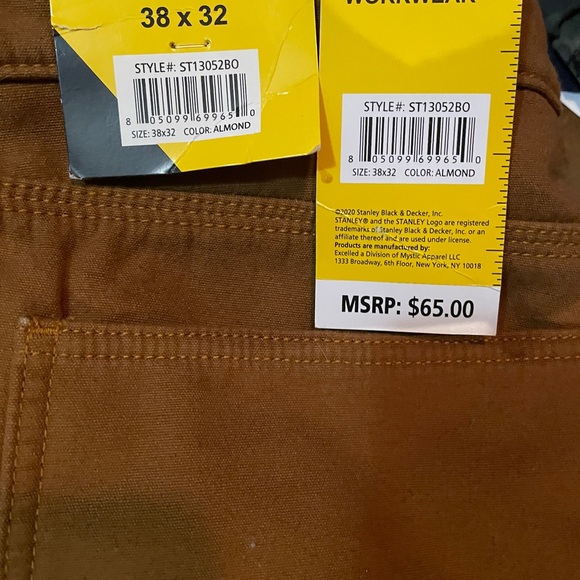 38 x 32
STYLE#: ST13052BO
8 05099 69965 0
SIZE: 38x32 COLOR: ALMOND
WORKWEAR
STYLE#: ST13052BO
8 05099 69965 0
SIZE: 38x32 COLOR: ALMOND
©2020 Stanley Black & Decker, Inc.
STANLEY® and the STANLEY Logo are registered
trademarks of Stanley Black & Decker, Inc. or an
affiliate thereof and are used under license.
Products are manufactured by:
Excelled a Division of Mystic Apparel LLC
1333 Broadway, 6th Floor, New York, NY 10018
MSRP: $65.00